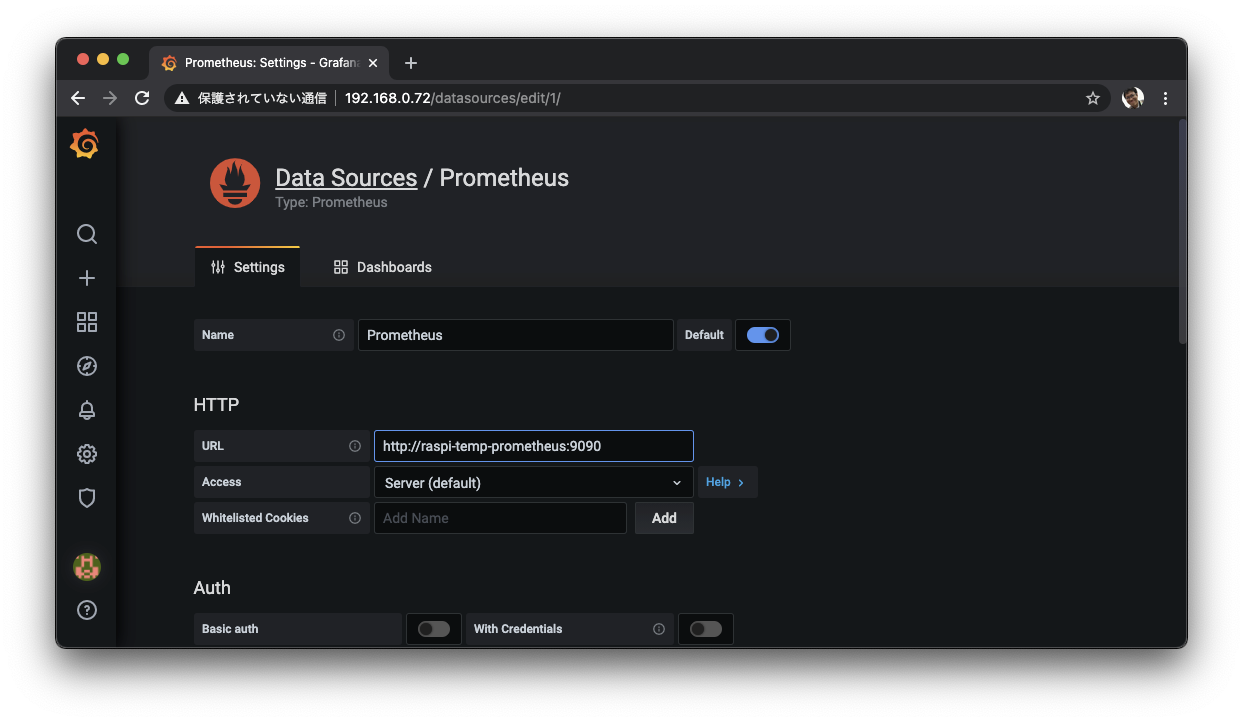 Prometheus: Settings - Grafana
保護されていない通信 192.168.0.72/datasources/edit/1/
Data Sources / Prometheus
Type: Prometheus
Settings Dashboards
Name Prometheus Default
HTTP
URL http://raspi-temp-prometheus:9090
Access Server (default) Help
Whitelisted Cookies Add Name Add
Auth
Basic auth With Credentials